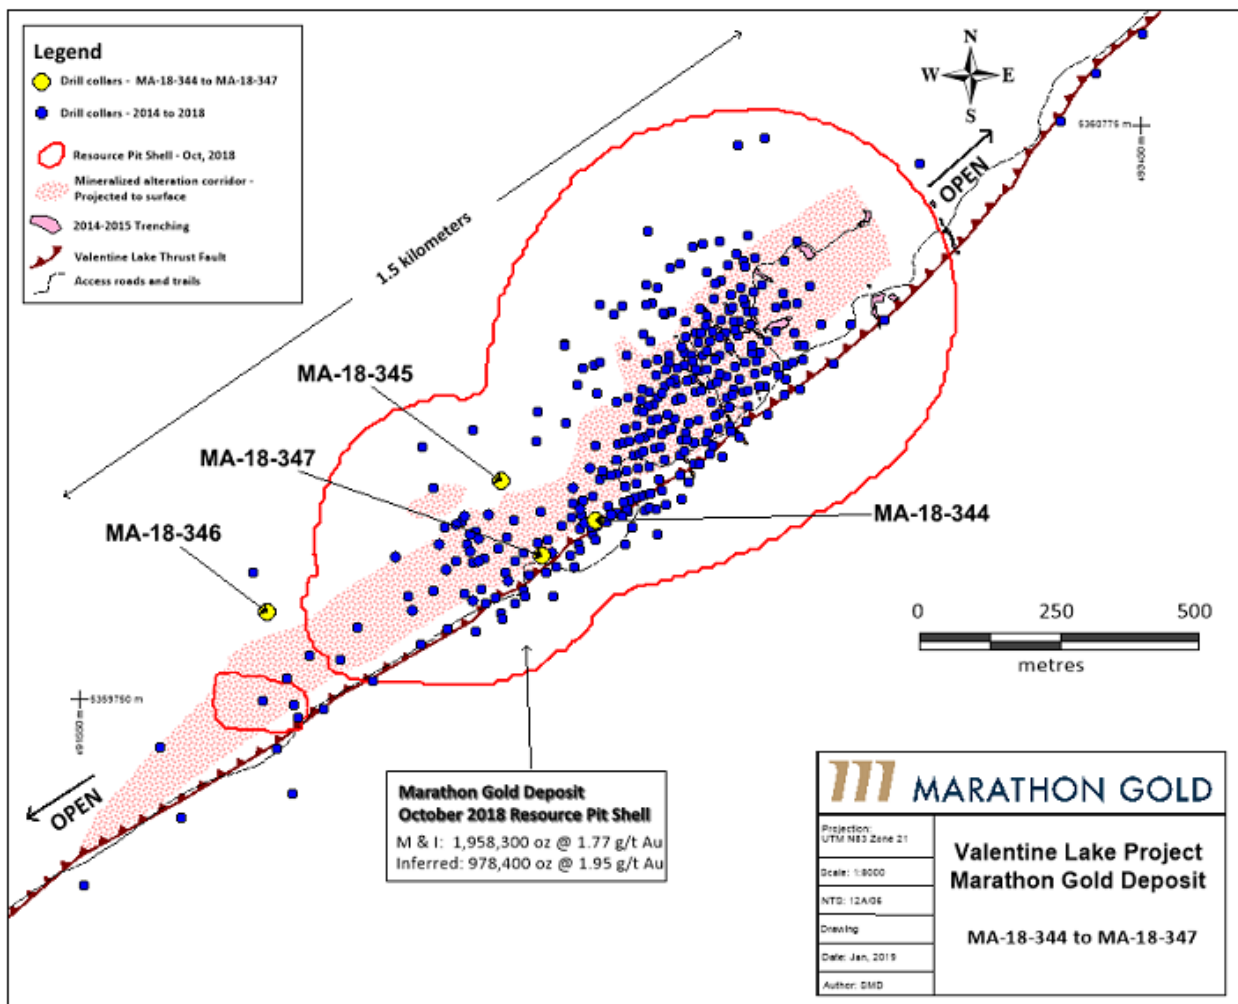 Legend
Drill collars - MA-18-344 to MA-18-347
Drill collars - 2014 to 2018
Resource Pit Shell - Oct, 2018
Mineralized alteration corridor -
Projected to surface
2014-2015 Trenching
Valentine Lake Thrust Fault
Access roads and trails
1.5 kilometers
N
W E
S
OPEN
5360775 m
493400 m
MA-18-345
MA-18-347
MA-18-346
MA-18-344
0 250 500
metres
5359750 m
OPEN
Marathon Gold Deposit
October 2018 Resource Pit Shell
M & I: 1,958,300 oz @ 1.77 g/t Au
Inferred: 978,400 oz @ 1.95 g/t Au
MARATHON GOLD
Projection:
UTM N83 Zone 21
Scale: 1:8000
NTS: 12A/06
Drawing
Date: Jan, 2019
Author: SMD
Valentine Lake Project
Marathon Gold Deposit
MA-18-344 to MA-18-347